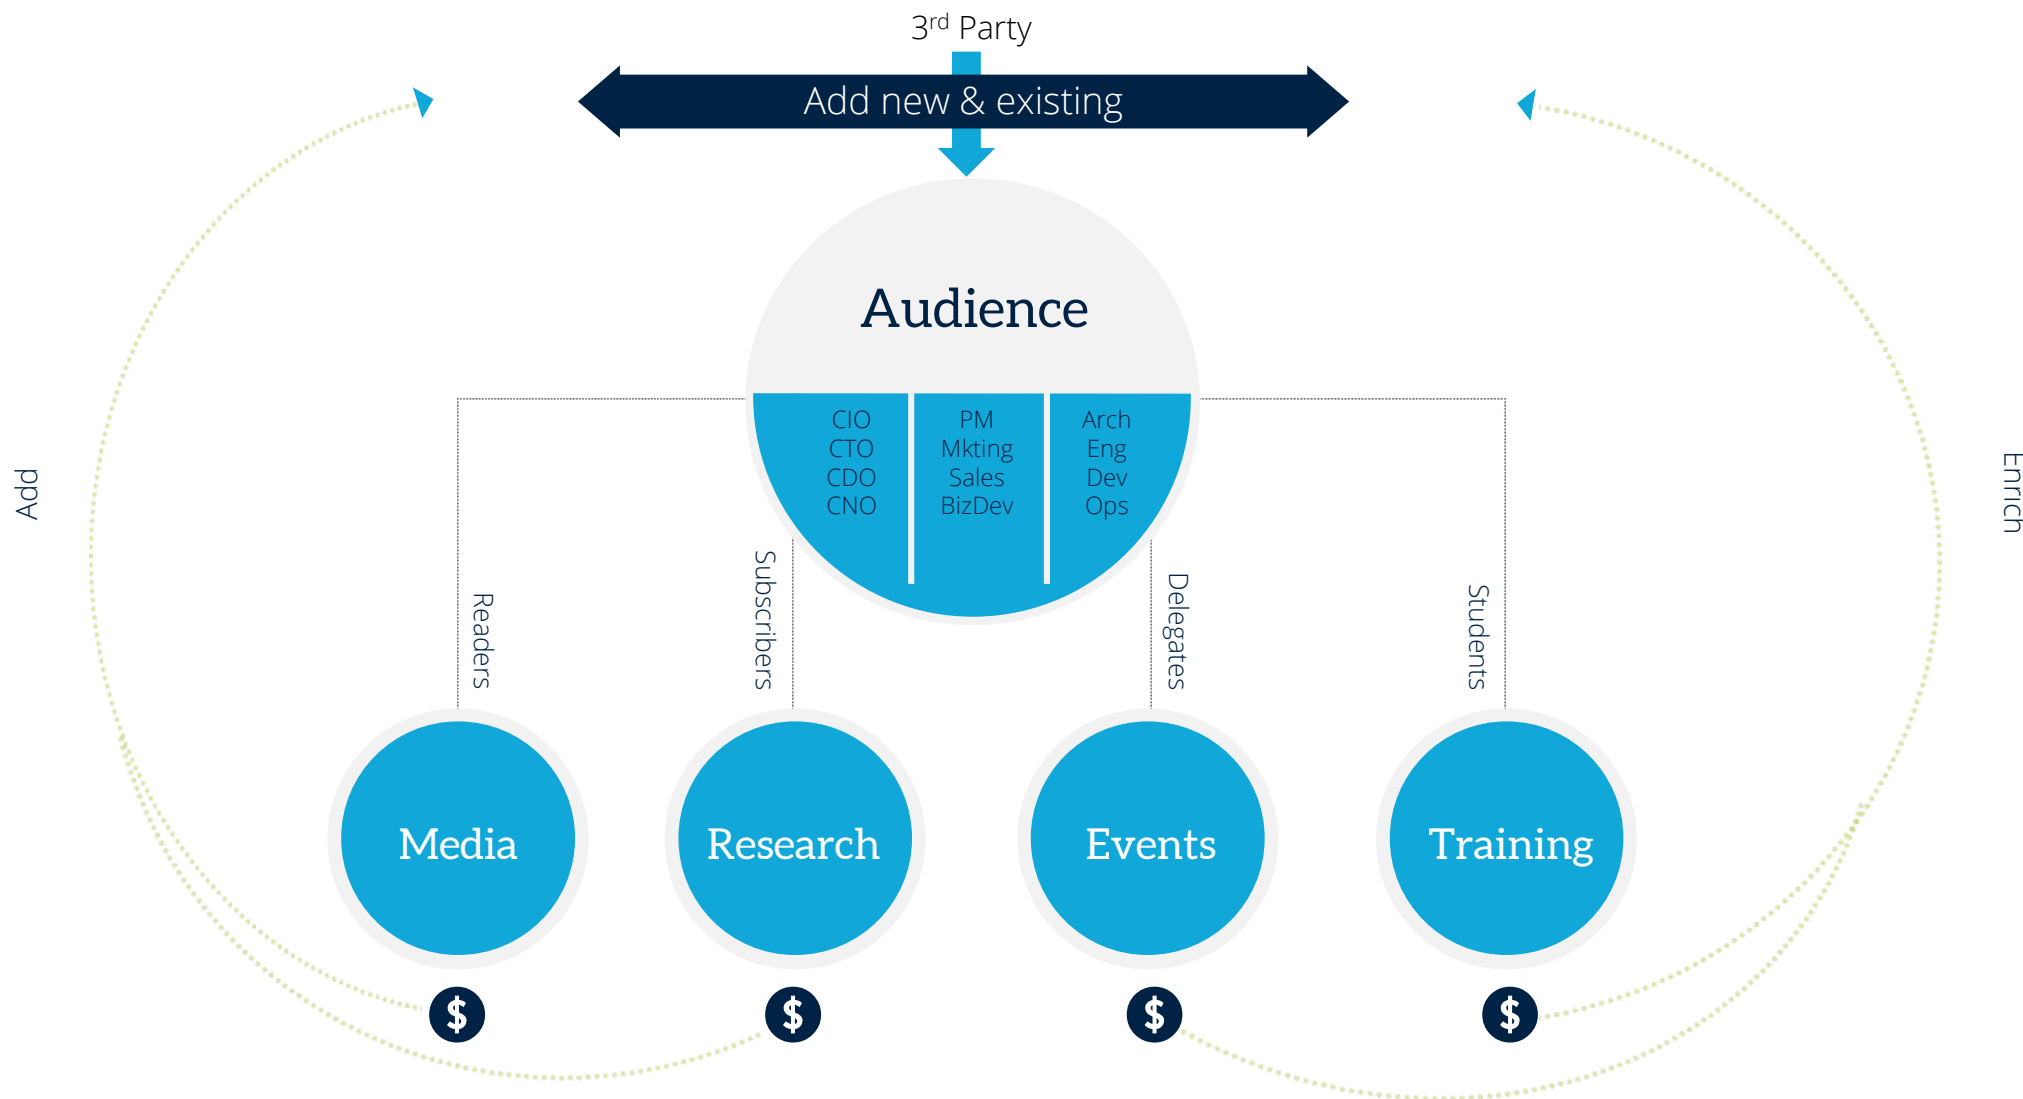 3rd Party
Add new & existing
Audience
CIO
CTO
CDO
CNO
PM
Mkting
Sales
BizDev
Arch
Eng
Dev
Ops
Add
Enrich
Readers
Subscribers
Delegates
Students
Media
Research
Events
Training
$
$
$
$